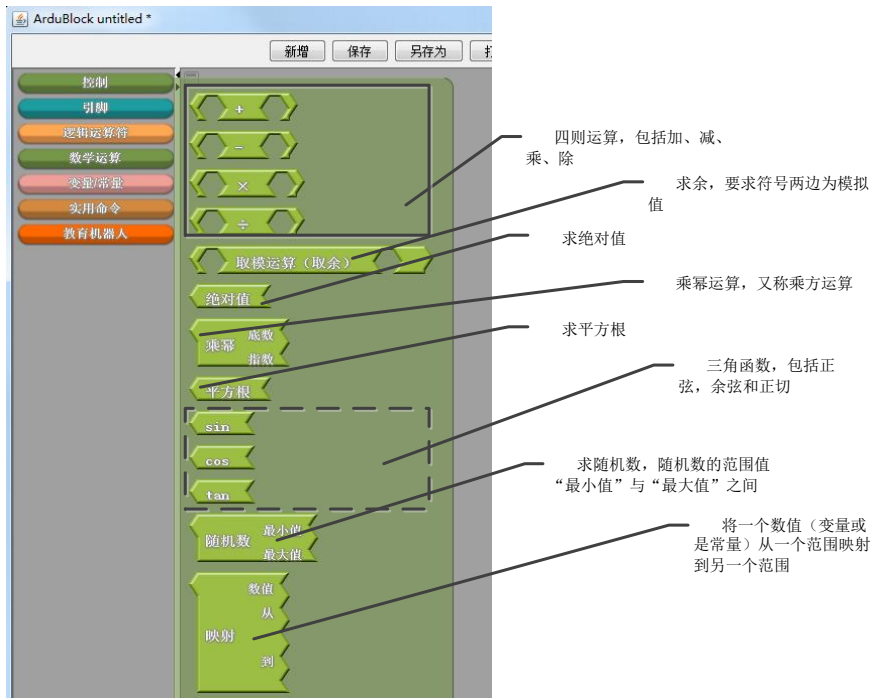 ArduBlock untitled *
新增
保存
另存为
控制
引脚
逻辑运算符
数学运算
变量/常量
实用命令
教育机器人
+
-
×
÷
取模运算（取余）
绝对值
乘幂
底数
指数
平方根
sin
cos
tan
随机数
最小值
最大值
映射
数值
从
到
四则运算，包括加、减、
乘、除
求余，要求符号两边为模拟
值
求绝对值
乘幂运算，又称乘方运算
求平方根
三角函数，包括正
弦，余弦和正切
求随机数，随机数的范围值
“最小值”与“最大值”之间
将一个数值（变量或
是常量）从一个范围映射
到另一个范围